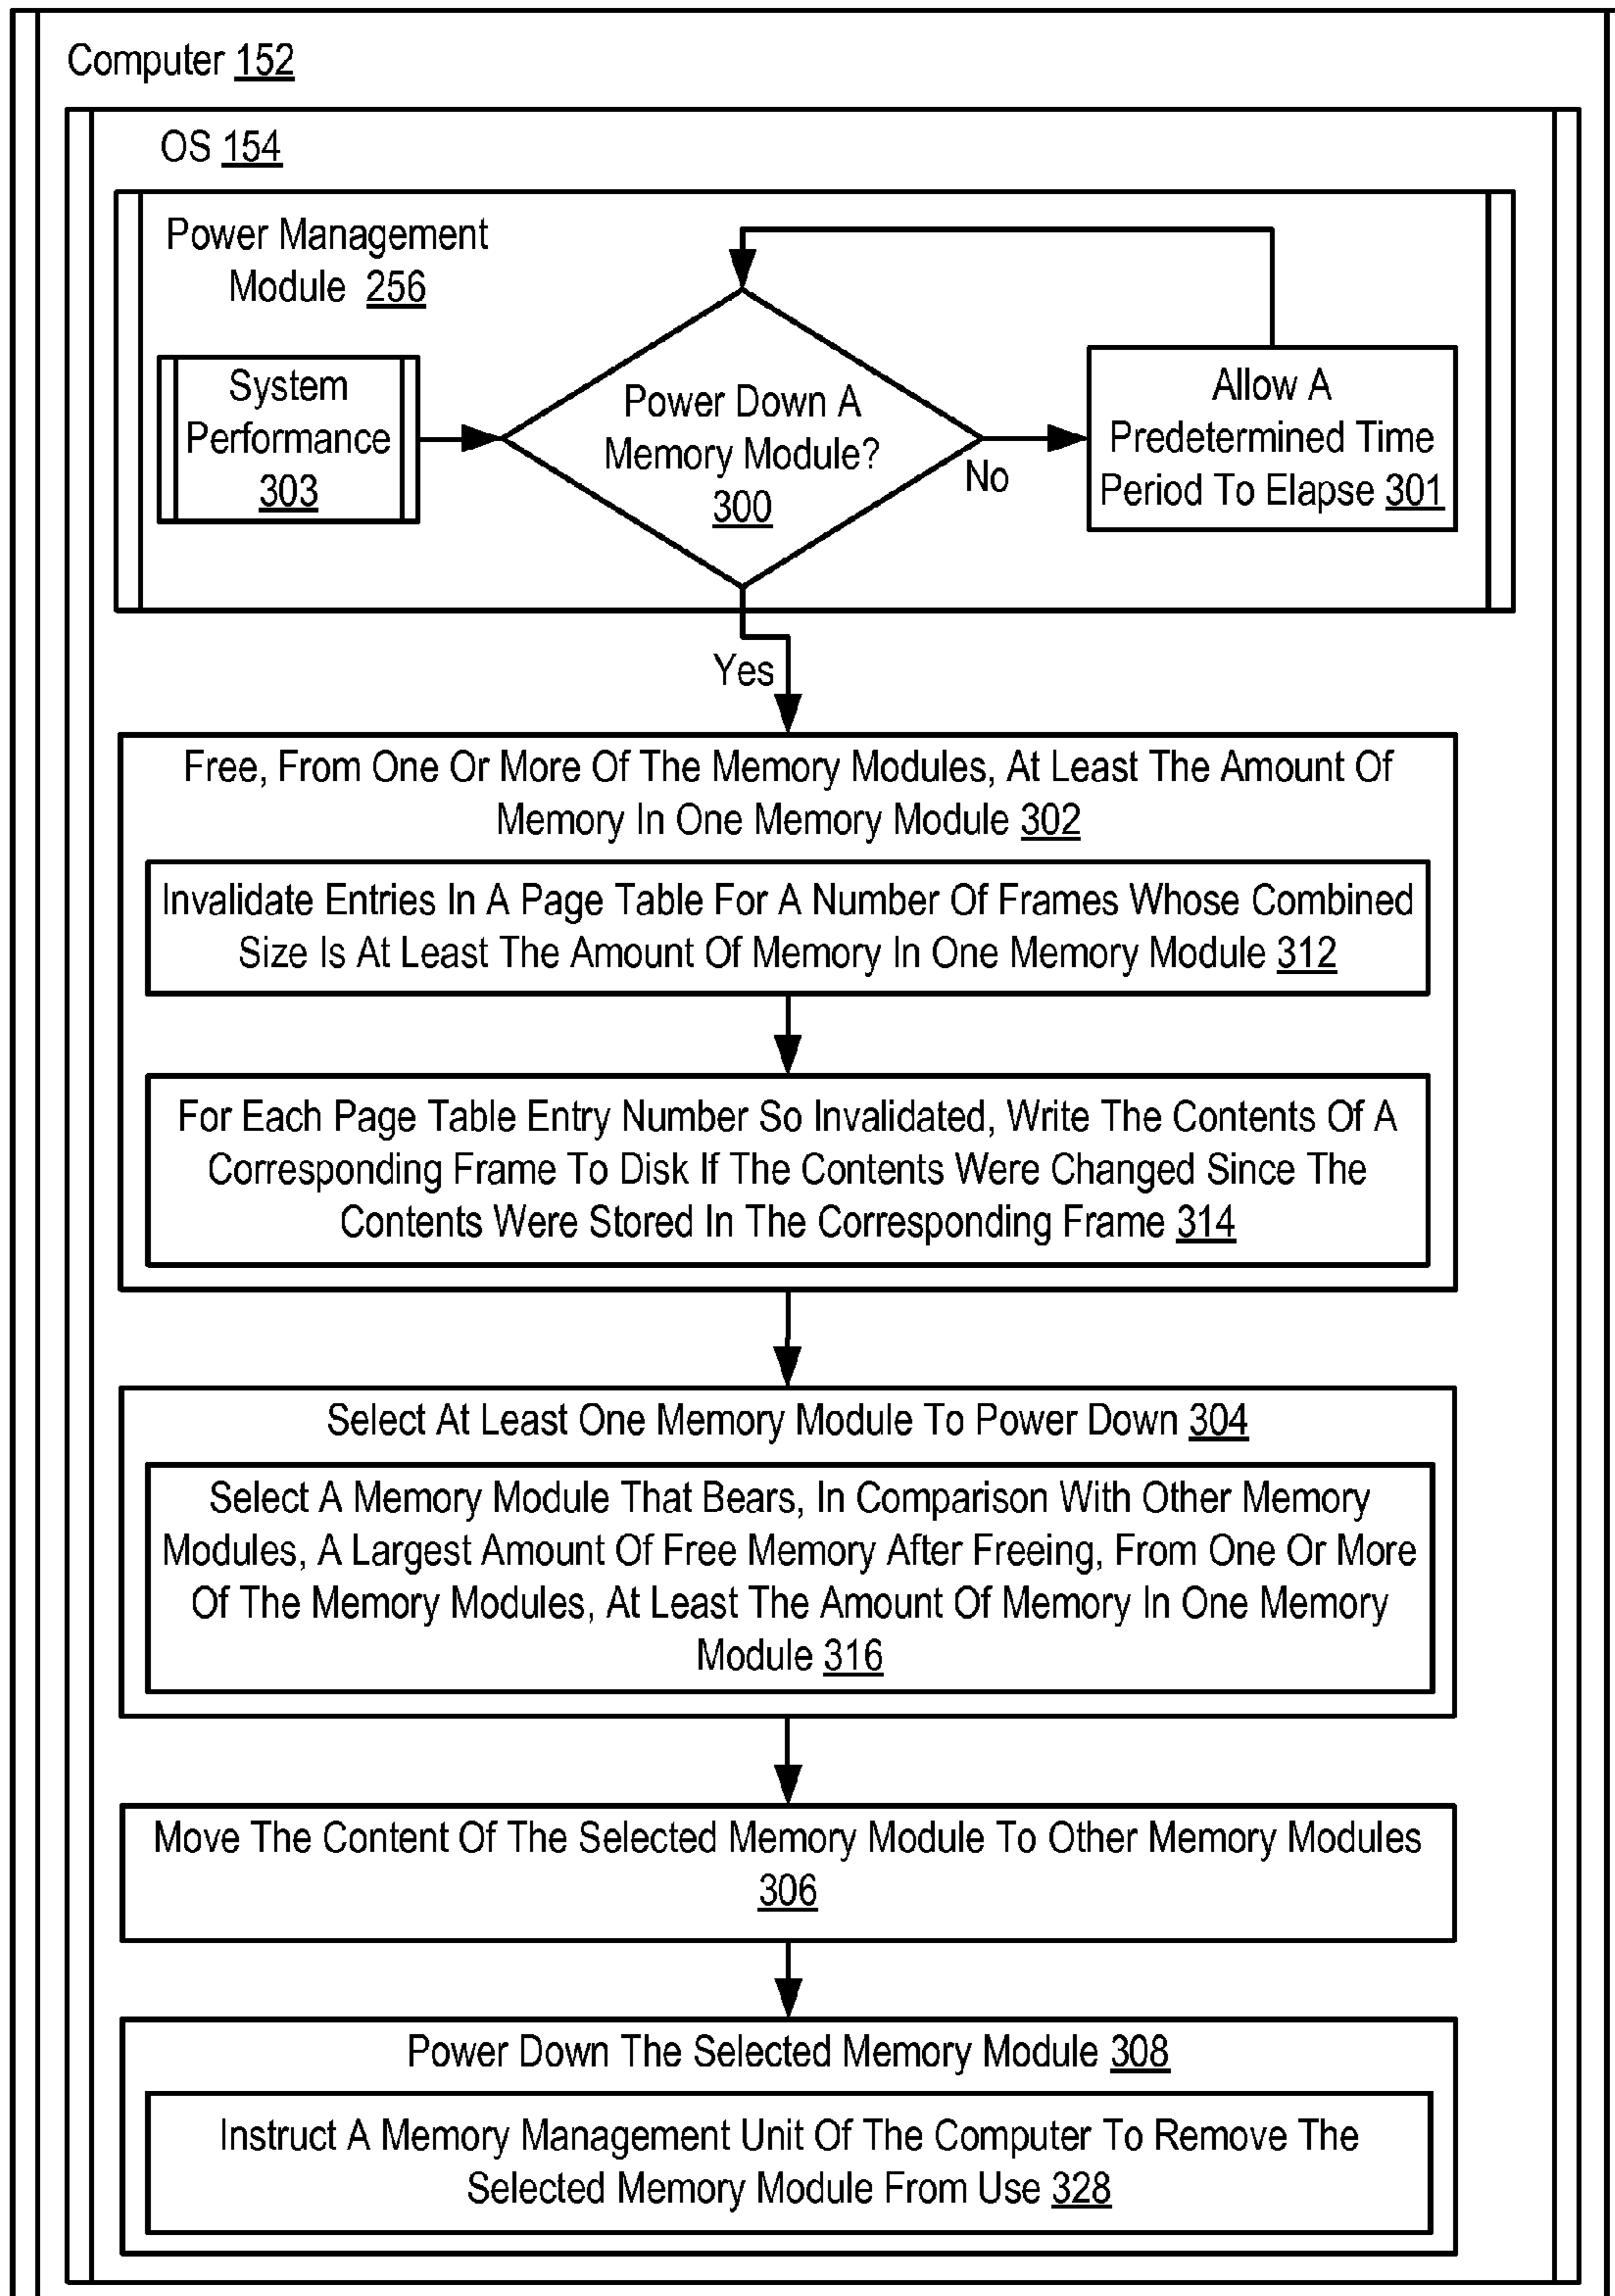 Computer 152
OS 154
Power Management
Module 256
System
Performance
303
Power Down A
Memory Module?
300
No
Allow A
Predetermined Time
Period To Elapse 301
Yes
Free, From One Or More Of The Memory Modules, At Least The Amount Of
Memory In One Memory Module 302
Invalidate Entries In A Page Table For A Number Of Frames Whose Combined
Size Is At Least The Amount Of Memory In One Memory Module 312
For Each Page Table Entry Number So Invalidated, Write The Contents Of A
Corresponding Frame To Disk If The Contents Were Changed Since The
Contents Were Stored In The Corresponding Frame 314
Select At Least One Memory Module To Power Down 304
Select A Memory Module That Bears, In Comparison With Other Memory
Modules, A Largest Amount Of Free Memory After Freeing, From One Or More
Of The Memory Modules, At Least The Amount Of Memory In One Memory
Module 316
Move The Content Of The Selected Memory Module To Other Memory Modules
306
Power Down The Selected Memory Module 308
Instruct A Memory Management Unit Of The Computer To Remove The
Selected Memory Module From Use 328